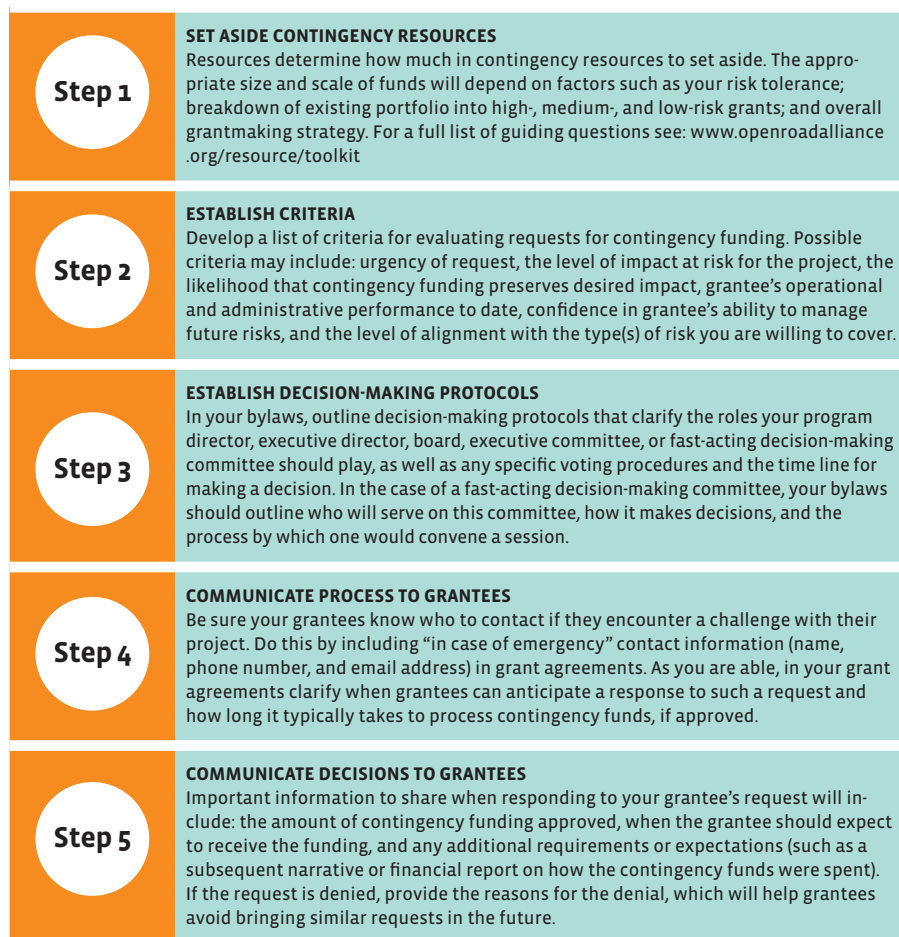 Step 1
SET ASIDE CONTINGENCY RESOURCES
Resources determine how much in contingency resources to set aside. The appro-
priate size and scale of funds will depend on factors such as your risk tolerance;
breakdown of existing portfolio into high-, medium-, and low-risk grants; and overall
grantmaking strategy. For a full list of guiding questions see: www.openroadalliance
.org/resource/toolkit
Step 2
ESTABLISH CRITERIA
Develop a list of criteria for evaluating requests for contingency funding. Possible
criteria may include: urgency of request, the level of impact at risk for the project, the
likelihood that contingency funding preserves desired impact, grantee's operational
and administrative performance to date, confidence in grantee's ability to manage
future risks, and the level of alignment with the type(s) of risk you are willing to cover.
Step 3
ESTABLISH DECISION-MAKING PROTOCOLS
In your bylaws, outline decision-making protocols that clarify the roles your program
director, executive director, board, executive committee, or fast-acting decision-making
committee should play, as well as any specific voting procedures and the time line for
making a decision. In the case of a fast-acting decision-making committee, your bylaws
should outline who will serve on this committee, how it makes decisions, and the
process by which one would convene a session.
Step 4
COMMUNICATE PROCESS TO GRANTEES
Be sure your grantees know who to contact if they encounter a challenge with their
project. Do this by including “in case of emergency” contact information (name,
phone number, and email address) in grant agreements. As you are able, in your grant
agreements clarify when grantees can anticipate a response to such a request and
how long it typically takes to process contingency funds, if approved.
Step 5
COMMUNICATE DECISIONS TO GRANTEES
Important information to share when responding to your grantee's request will in-
clude: the amount of contingency funding approved, when the grantee should expect
to receive the funding, and any additional requirements or expectations (such as a
subsequent narrative or financial report on how the contingency funds were spent).
If the request is denied, provide the reasons for the denial, which will help grantees
avoid bringing similar requests in the future.